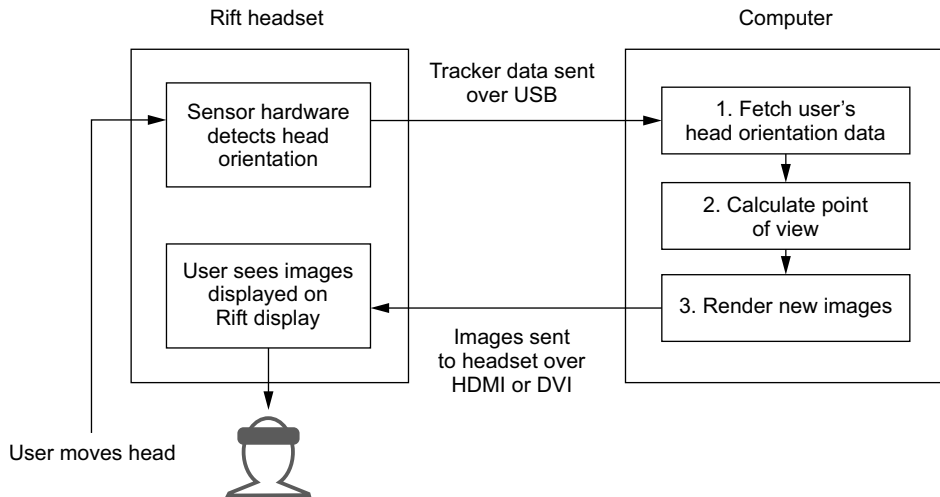 Rift headset
Computer
Tracker data sent
over USB
Sensor hardware
detects head
orientation
1. Fetch user's
head orientation data
2. Calculate point
of view
User sees images
displayed on
Rift display
3. Render new images
Images sent
to headset over
HDMI or DVI
User moves head